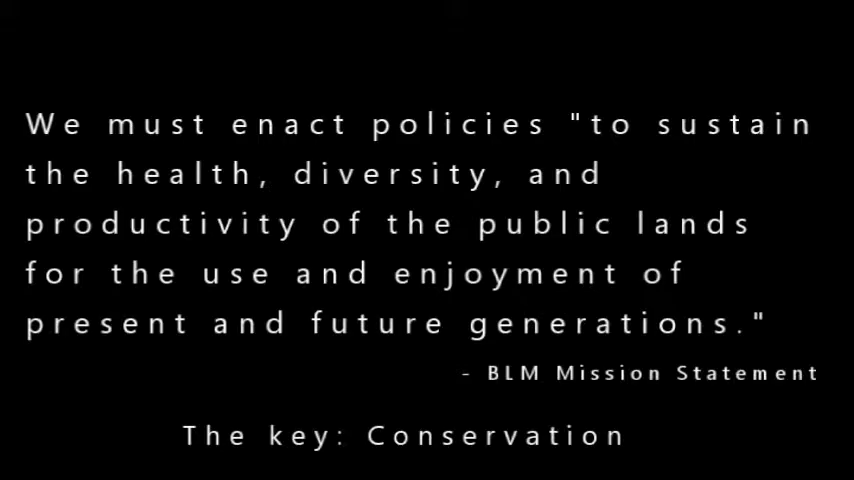 We must enact policies "to sustain
the health, diversity, and
productivity of the public lands
for the use and enjoyment of
present and future generations."
- BLM Mission Statement
The key: Conservation